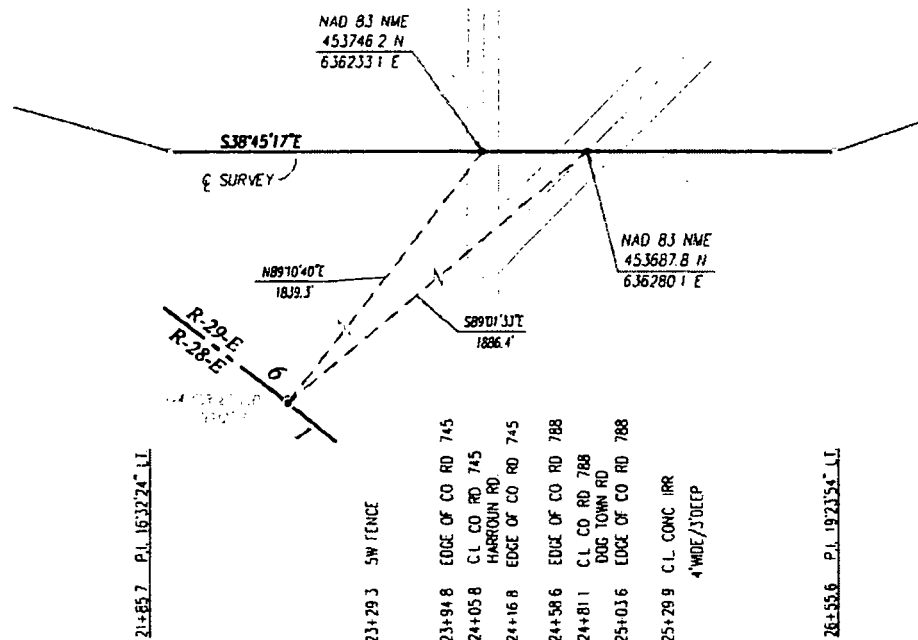 NAD 83 NME
453746.2 N
636233.1 E
S38°45'17"E
℄ SURVEY
NAD 83 NME
453687.8 N
636280.1 E
N89°10'40"E
1839.3'
S89°01'33"E
1886.4'
R-29-E
R-28-E
6
1
21+85.7 P.I. 16°32'24" LT.
23+29.3 5W FENCE
23+94.8 EDGE OF CO RD 745
24+05.8 C.L. CO RD 745
HARROUN RD.
24+16.8 EDGE OF CO RD 745
24+58.6 EDGE OF CO RD 788
24+81.1 C.L. CO RD 788
DOG TOWN RD
25+03.6 EDGE OF CO RD 788
25+29.9 C.L. CONC IRR
4'WIDE/3'DEEP
26+55.6 P.I. 19°23'54" LT.